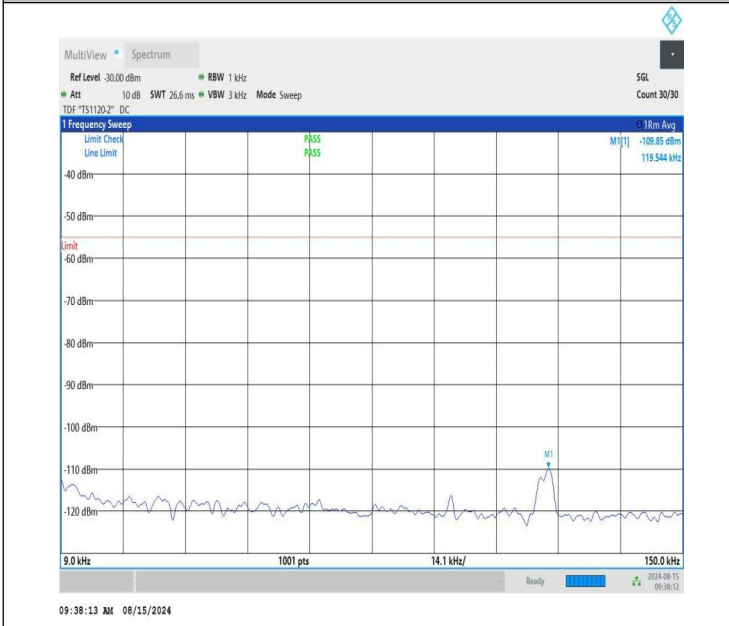 R S
MultiView Spectrum
Ref Level -30.00 dBm RBW 1 kHz SGL
Att 10 dB SWT 26.6 ms VBW 3 kHz Mode Sweep Count 30/30
TDF "TS1120-2" DC
1 Frequency Sweep 1Rm Avg
Limit Check PASS M1[1] -109.85 dBm
Line Limit PASS 119.544 kHz
-40 dBm
-50 dBm
Limit
-60 dBm
-70 dBm
-80 dBm
-90 dBm
-100 dBm
M1
-110 dBm
-120 dBm
9.0 kHz 1001 pts 14.1 kHz/ 150.0 kHz
Ready 2024-08-15
09:38:12
09:38:13 AM 08/15/2024